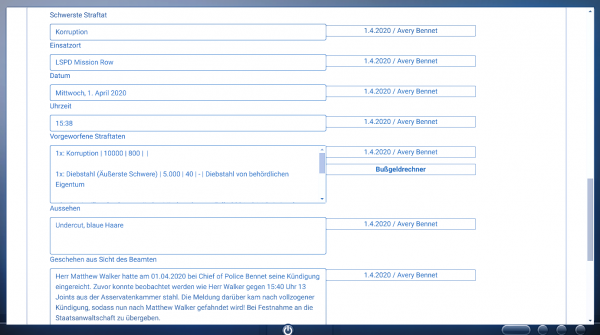 Schwerste Straftat
Korruption
1.4.2020 / Avery Bennet
Einsatzort
LSPD Mission Row
1.4.2020 / Avery Bennet
Datum
Mittwoch, 1. April 2020
1.4.2020 / Avery Bennet
Uhrzeit
15:38
1.4.2020 / Avery Bennet
Vorgeworfene Straftaten
1x: Korruption | 10000 | 800 | |
1x: Diebstahl (Äußerste Schwere) | 5.000 | 40 | - | Diebstahl von behördlichen
Eigentum
1.4.2020 / Avery Bennet
Bußgeldrechner
Aussehen
Undercut, blaue Haare
1.4.2020 / Avery Bennet
Geschehen aus Sicht des Beamten
Herr Matthew Walker hatte am 01.04.2020 bei Chief of Police Bennet seine Kündigung
eingereicht. Zuvor konnte beobachtet werden wie Herr Walker gegen 15:40 Uhr 13
Joints aus der Asservatenkammer stahl. Die Meldung darüber kam nach vollzogener
Kündigung, sodass nun nach Matthew Walker gefahndet wird! Bei Festnahme an die
Staatsanwaltschaft zu übergeben.
1.4.2020 / Avery Bennet